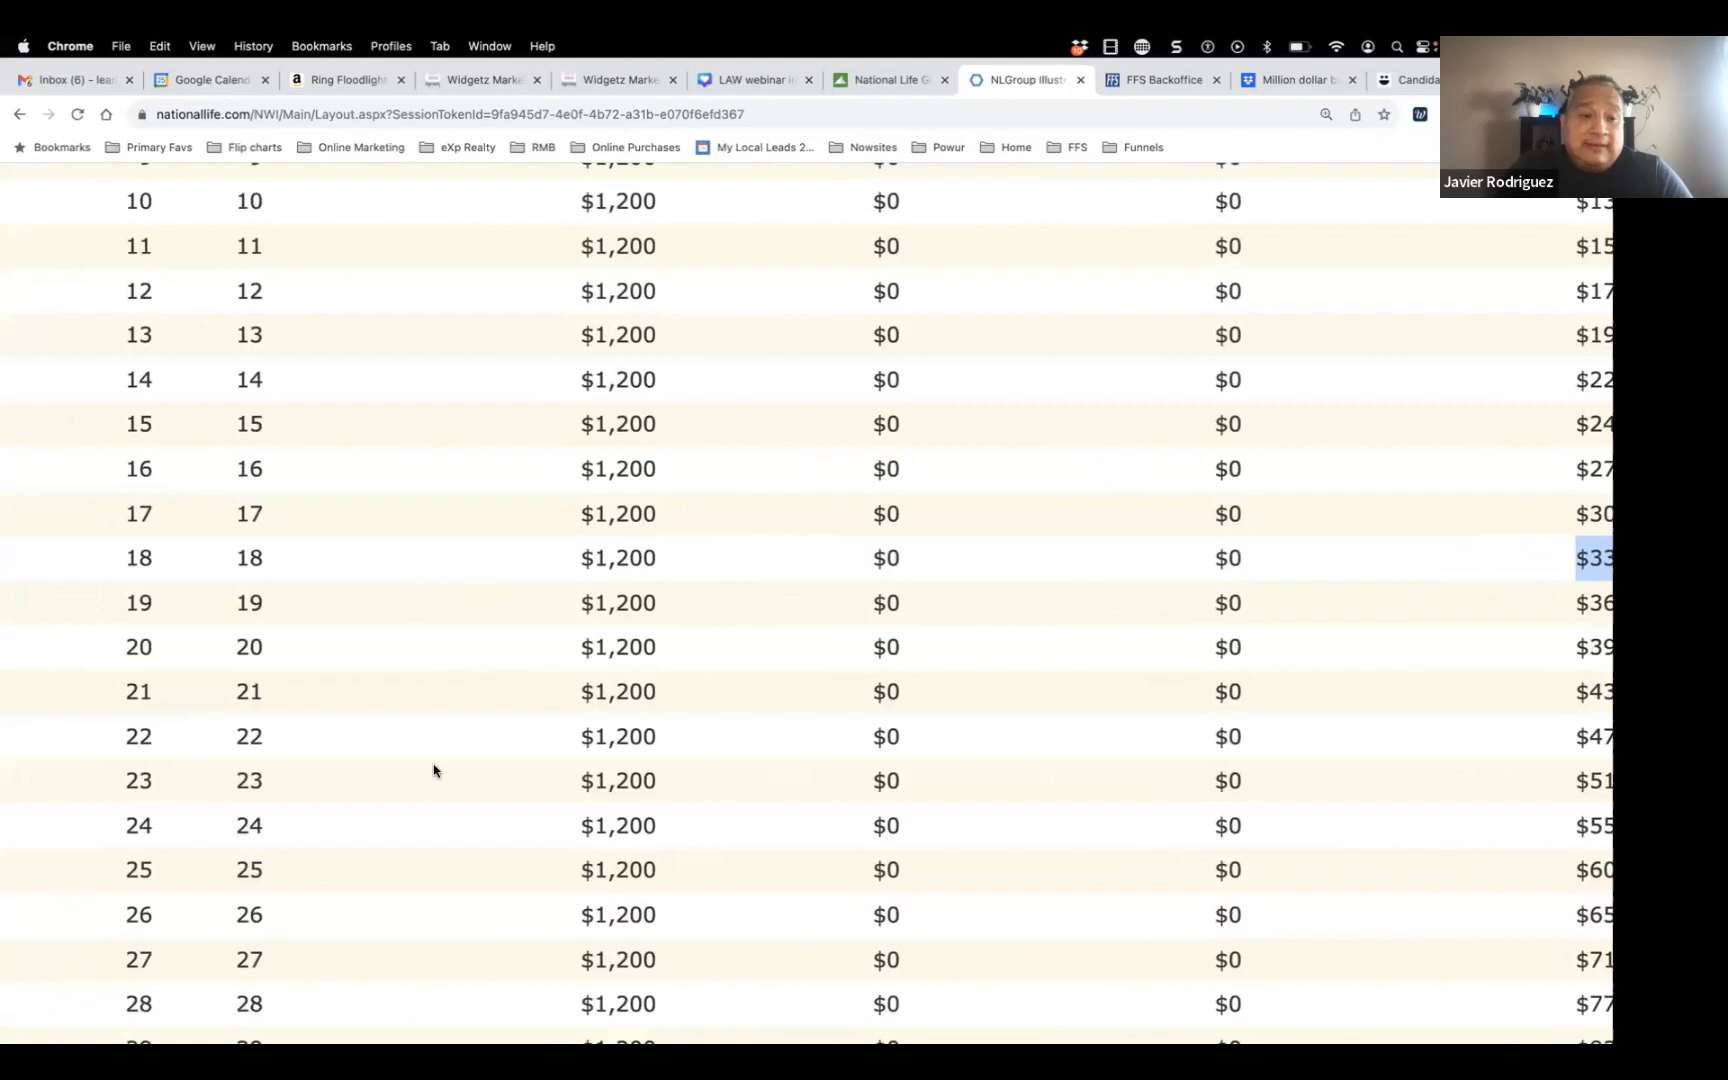 Chrome File Edit View History Bookmarks Profiles Tab Window Help
Inbox (6) – lea Google Calend Ring Floodlight Widgetz Marke Widgetz Marke LAW webinar i National Life G NLGroup Illust FFS Backoffice Million dollar b Candida
nationallife.com/NWI/Main/Layout.aspx?SessionTokenId=9fa945d7-4e0f-4b72-a31b-e070f6efd367
Bookmarks Primary Favs Flip charts Online Marketing eXp Realty RMB Online Purchases My Local Leads 2... Nowsites Powur Home FFS Funnels
Javier Rodriguez
10 10 $1,200 $0 $0 $13
11 11 $1,200 $0 $0 $15
12 12 $1,200 $0 $0 $17
13 13 $1,200 $0 $0 $19
14 14 $1,200 $0 $0 $22
15 15 $1,200 $0 $0 $24
16 16 $1,200 $0 $0 $27
17 17 $1,200 $0 $0 $30
18 18 $1,200 $0 $0 $33
19 19 $1,200 $0 $0 $36
20 20 $1,200 $0 $0 $39
21 21 $1,200 $0 $0 $43
22 22 $1,200 $0 $0 $47
23 23 $1,200 $0 $0 $51
24 24 $1,200 $0 $0 $55
25 25 $1,200 $0 $0 $60
26 26 $1,200 $0 $0 $65
27 27 $1,200 $0 $0 $71
28 28 $1,200 $0 $0 $77